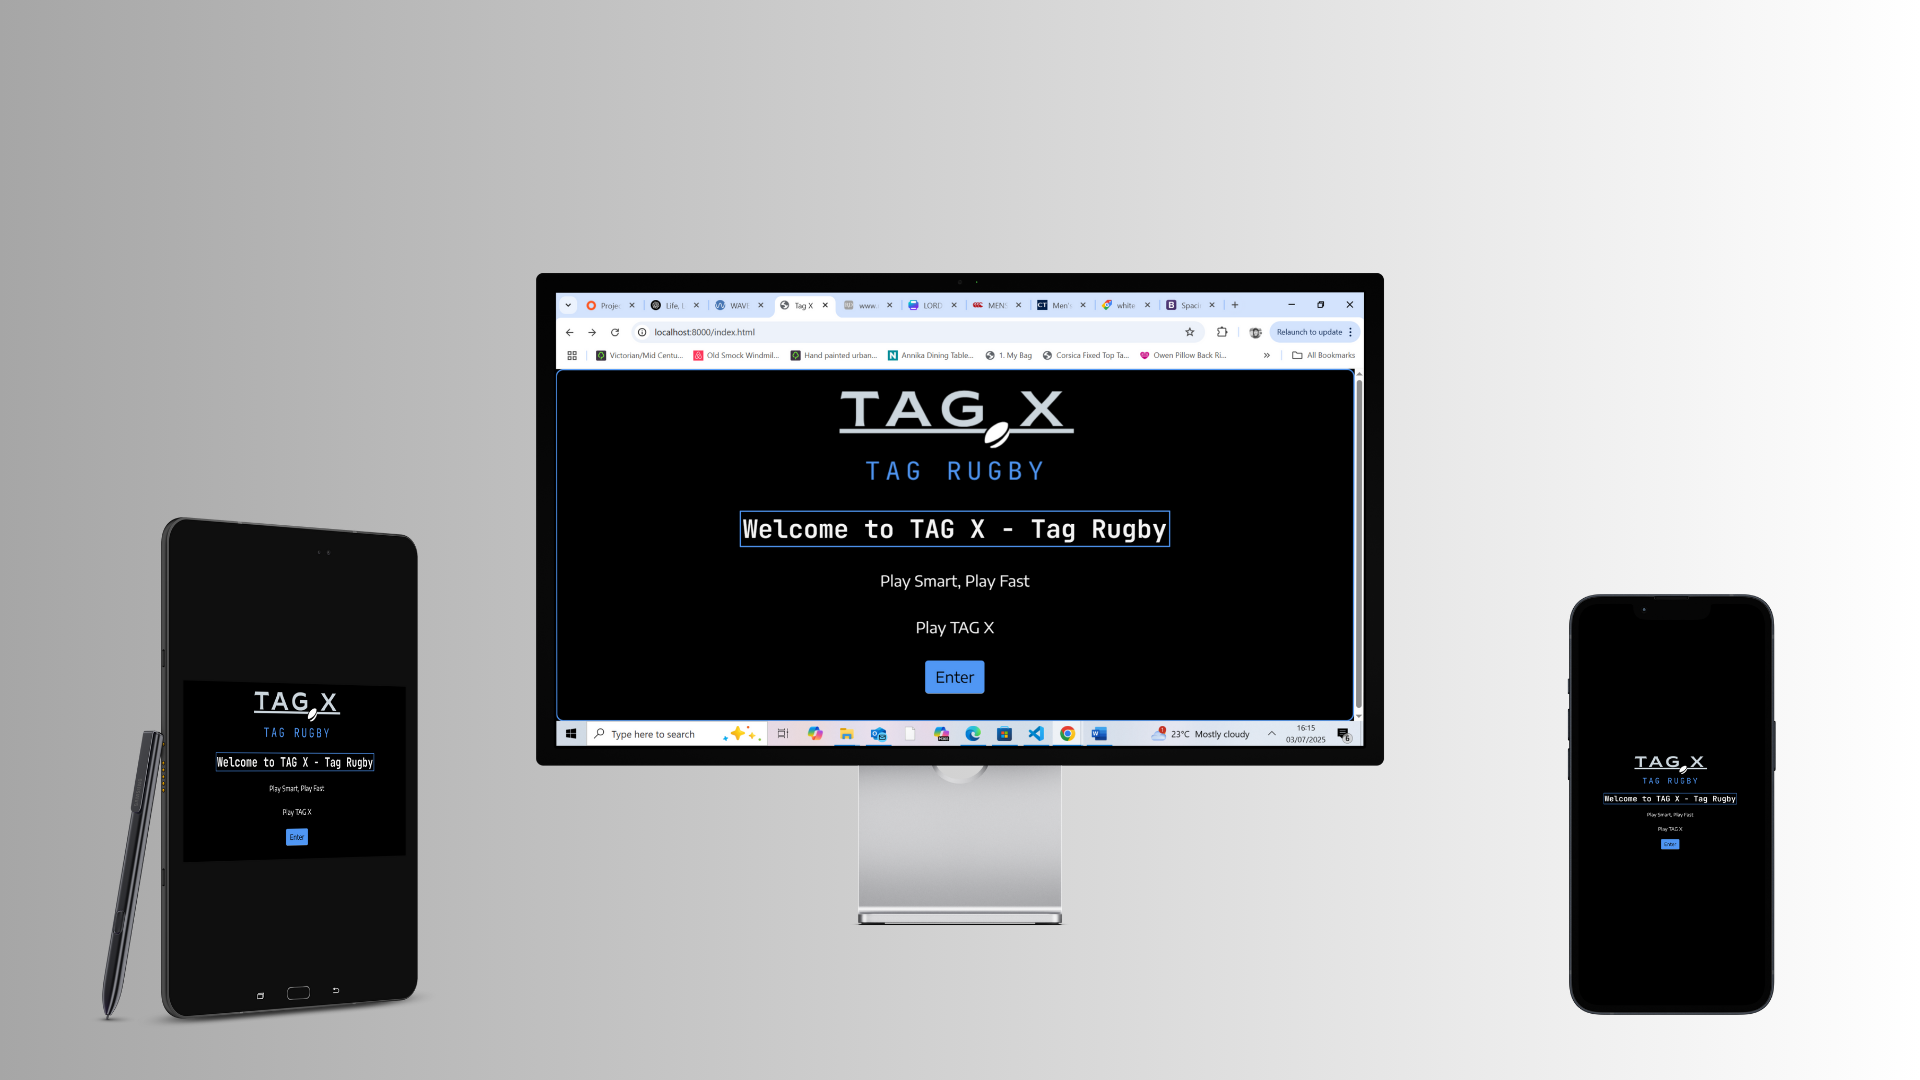 Proje
Life, 
WAVE
Tag X
www.
LORD
MENS
CT
Men's
white
B
Spaci
localhost:8000/index.html
Relaunch to update
Victorian/Mid Centu...
Old Smock Windmil...
Hand painted urban...
N
Annika Dining Table...
1. My Bag
Corsica Fixed Top Ta...
Owen Pillow Back Ri...
All Bookmarks
TAG X
TAG RUGBY
Welcome to TAG X - Tag Rugby
Play Smart, Play Fast
Play TAG X
Enter
Type here to search
23°C Mostly cloudy
16:15
03/07/2025
6
TAG X
TAG RUGBY
Welcome to TAG X - Tag Rugby
Play Smart, Play Fast
Play TAG X
Enter
TAG X
TAG RUGBY
Welcome to TAG X - Tag Rugby
Play Smart, Play Fast
Play TAG X
Enter